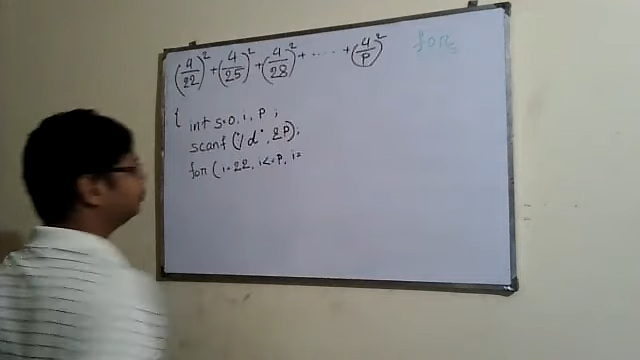 (4/22)² + (4/25)² + (4/28)² + ..... + (4/P)²
for
{ int s=0, i, P ;
scanf ("%d", &P);
for (i=22, i<=P, i=